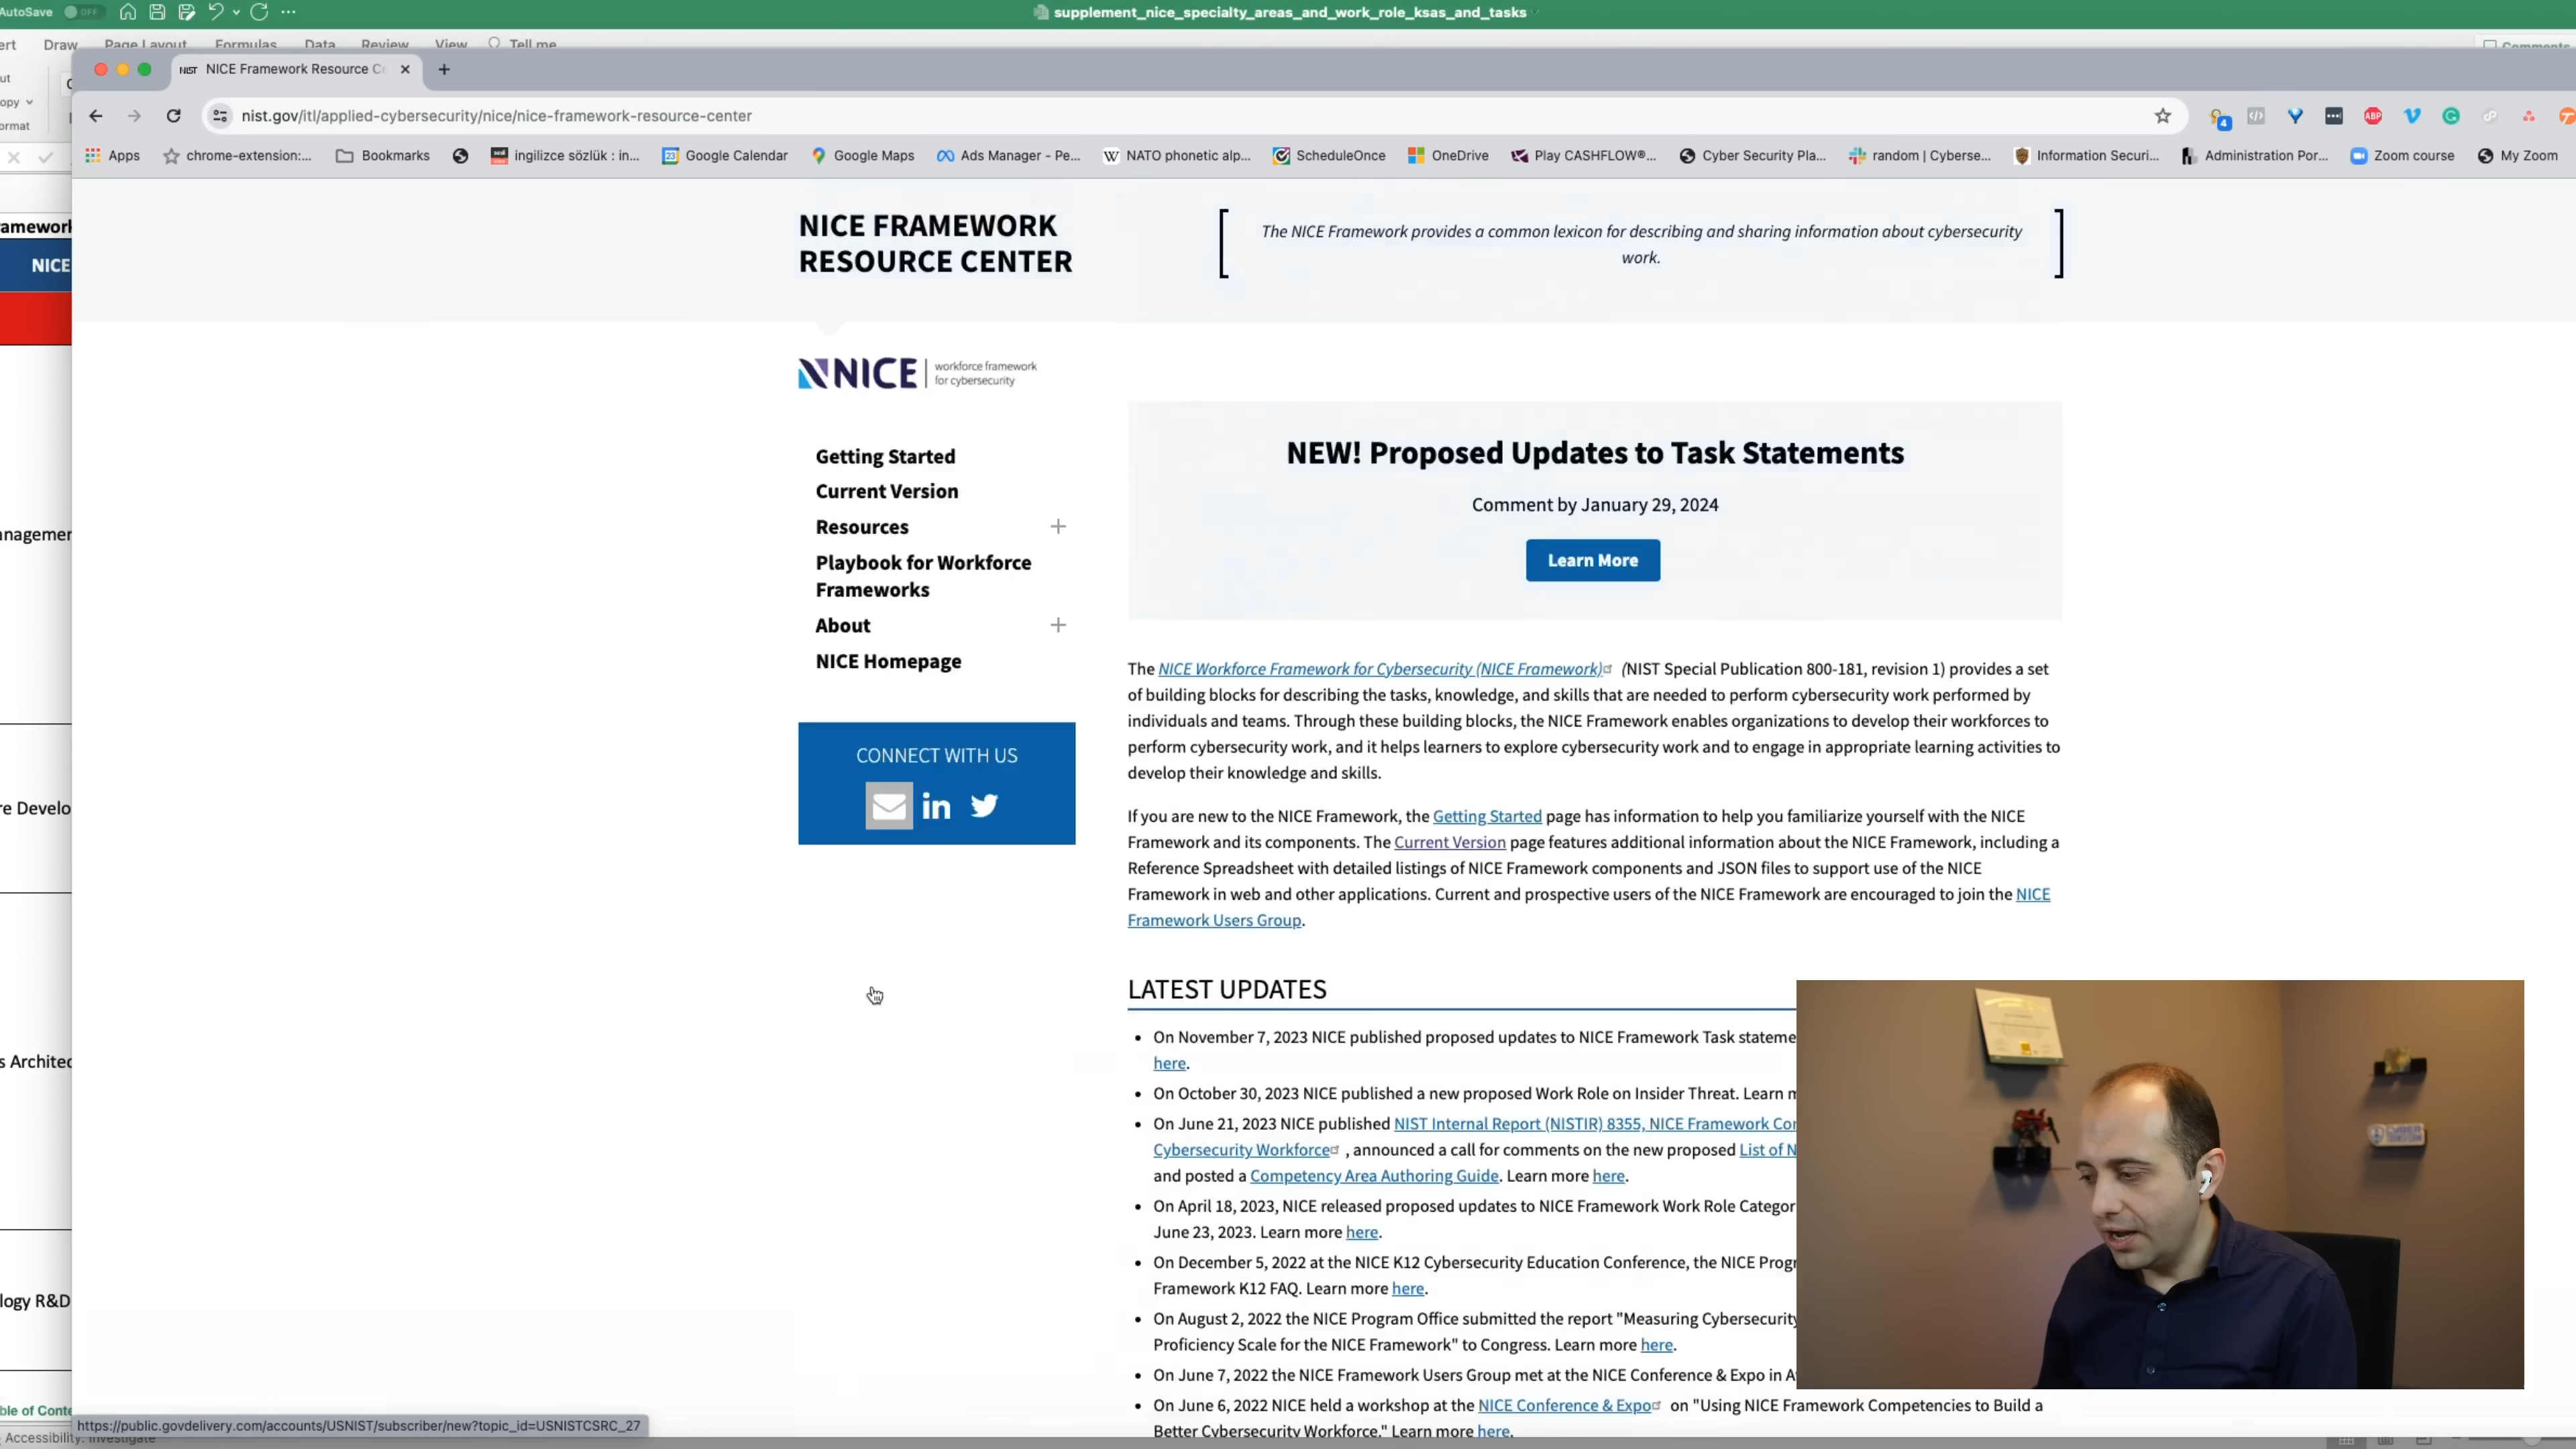 AutoSave OFF
supplement_nice_specialty_areas_and_work_role_ksas_and_tasks
Draw Page Layout Formulas Data Review View Tell me
Comments
NIST NICE Framework Resource Ce
nist.gov/itl/applied-cybersecurity/nice/nice-framework-resource-center
4 ABP
Apps chrome-extension:... Bookmarks ingilizce sözlük : in... 23 Google Calendar Google Maps Ads Manager - Pe... W NATO phonetic alp... ScheduleOnce OneDrive Play CASHFLOW®... Cyber Security Pla... random | Cyberse... Information Securi... Administration Por... Zoom course My Zoom
NICE FRAMEWORK
RESOURCE CENTER
The NICE Framework provides a common lexicon for describing and sharing information about cybersecurity
work.
NICE
NICE | workforce framework
for cybersecurity
NEW! Proposed Updates to Task Statements
Comment by January 29, 2024
Learn More
Getting Started
Current Version
Resources +
Playbook for Workforce
Frameworks
About +
NICE Homepage
CONNECT WITH US
in
The NICE Workforce Framework for Cybersecurity (NICE Framework) (NIST Special Publication 800-181, revision 1) provides a set
of building blocks for describing the tasks, knowledge, and skills that are needed to perform cybersecurity work performed by
individuals and teams. Through these building blocks, the NICE Framework enables organizations to develop their workforces to
perform cybersecurity work, and it helps learners to explore cybersecurity work and to engage in appropriate learning activities to
develop their knowledge and skills.
If you are new to the NICE Framework, the Getting Started page has information to help you familiarize yourself with the NICE
Framework and its components. The Current Version page features additional information about the NICE Framework, including a
Reference Spreadsheet with detailed listings of NICE Framework components and JSON files to support use of the NICE
Framework in web and other applications. Current and prospective users of the NICE Framework are encouraged to join the NICE
Framework Users Group.
LATEST UPDATES
• On November 7, 2023 NICE published proposed updates to NICE Framework Task stateme
here.
• On October 30, 2023 NICE published a new proposed Work Role on Insider Threat. Learn m
• On June 21, 2023 NICE published NIST Internal Report (NISTIR) 8355, NICE Framework Co
Cybersecurity Workforce , announced a call for comments on the new proposed List of N
and posted a Competency Area Authoring Guide. Learn more here.
• On April 18, 2023, NICE released proposed updates to NICE Framework Work Role Categor
June 23, 2023. Learn more here.
• On December 5, 2022 at the NICE K12 Cybersecurity Education Conference, the NICE Progr
Framework K12 FAQ. Learn more here.
• On August 2, 2022 the NICE Program Office submitted the report "Measuring Cybersecurity
Proficiency Scale for the NICE Framework" to Congress. Learn more here.
• On June 7, 2022 the NICE Framework Users Group met at the NICE Conference & Expo in A
• On June 6, 2022 NICE held a workshop at the NICE Conference & Expo on "Using NICE Framework Competencies to Build a
Better Cybersecurity Workforce." Learn more here.
https://public.govdelivery.com/accounts/USNIST/subscriber/new?topic_id=USNISTCSRC_27
Accessibility: Investigate